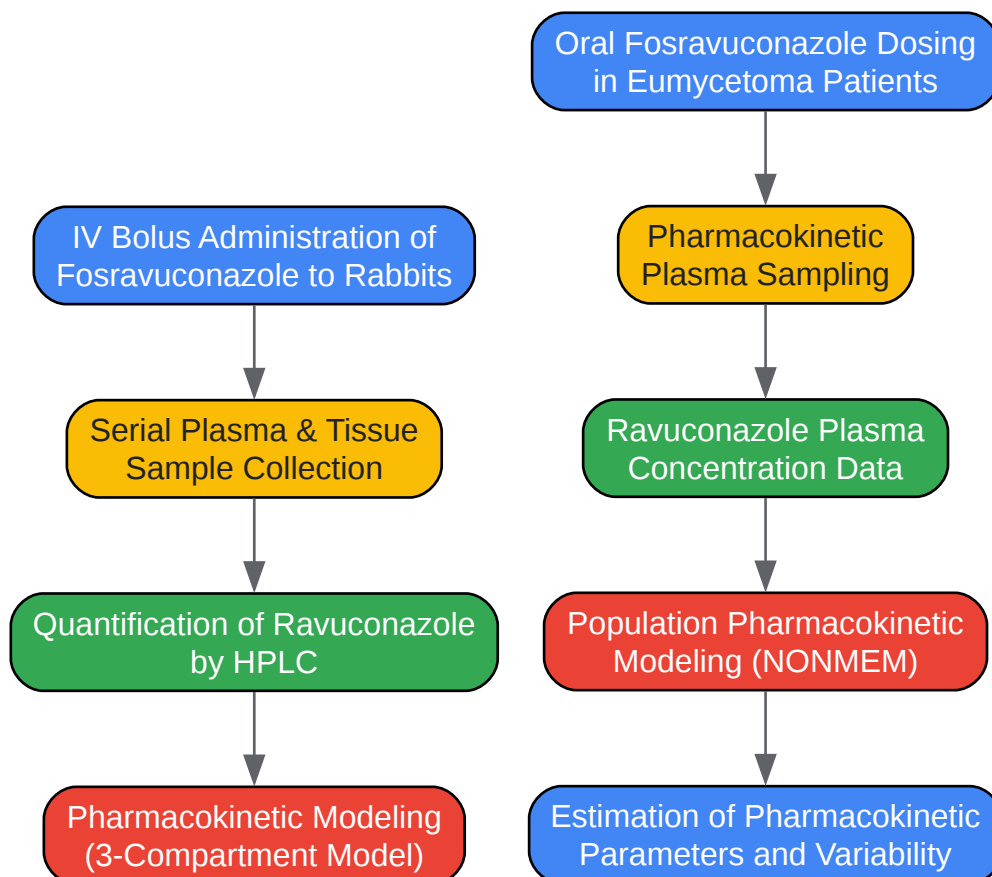 IV Bolus Administration of
Fosravuconazole to Rabbits
Serial Plasma & Tissue
Sample Collection
Quantification of Ravuconazole
by HPLC
Pharmacokinetic Modeling
(3-Compartment Model)
Oral Fosravuconazole Dosing
in Eumycetoma Patients
Pharmacokinetic
Plasma Sampling
Ravuconazole Plasma
Concentration Data
Population Pharmacokinetic
Modeling (NONMEM)
Estimation of Pharmacokinetic
Parameters and Variability